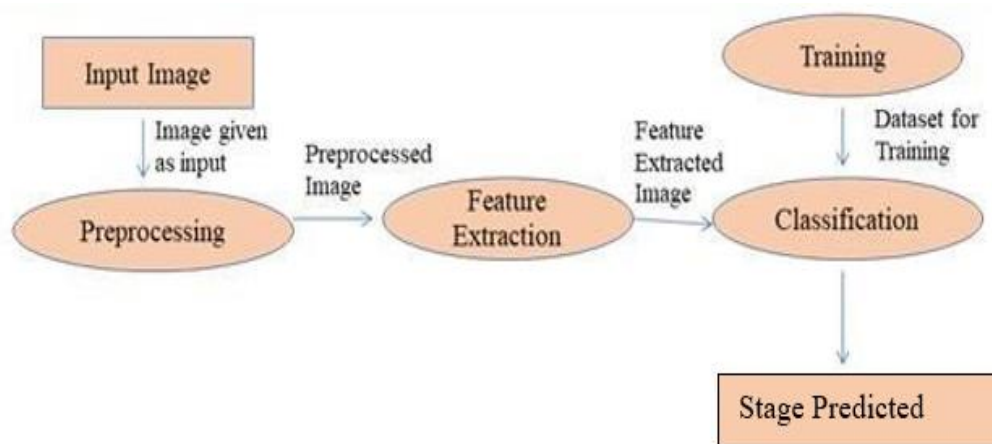 Input Image
Training
Image given
as input
Dataset for
Training
Preprocessed
Image
Feature
Extracted
Image
Preprocessing
Feature
Extraction
Classification
Stage Predicted